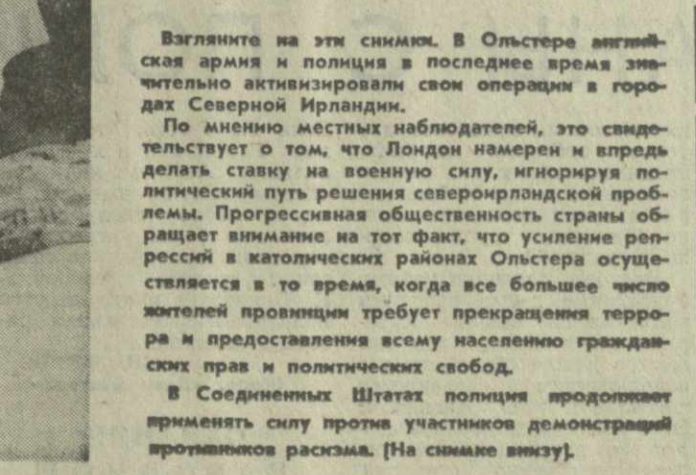 Взгляните на эти снимки. В Ольстере англий-
ская армия и полиция в последнее время зна-
чительно активизировали свои операции в горо-
дах Северной Ирландии.
По мнению местных наблюдателей, это свиде-
тельствует о том, что Лондон намерен и впредь
делать ставку на военную силу, игнорируя по-
литический путь решения североирландской проб-
лемы. Прогрессивная общественность страны об-
ращает внимание на тот факт, что усиление реп-
рессий в католических районах Ольстера осуще-
ствляется в то время, когда все большее число
жителей провинции требует прекращения терро-
ра и предоставления всему населению граждан-
ских прав и политических свобод.
В Соединенных Штатах полиция продолжает
применять силу против участников демонстраций
противников расизма. [На снимке внизу].